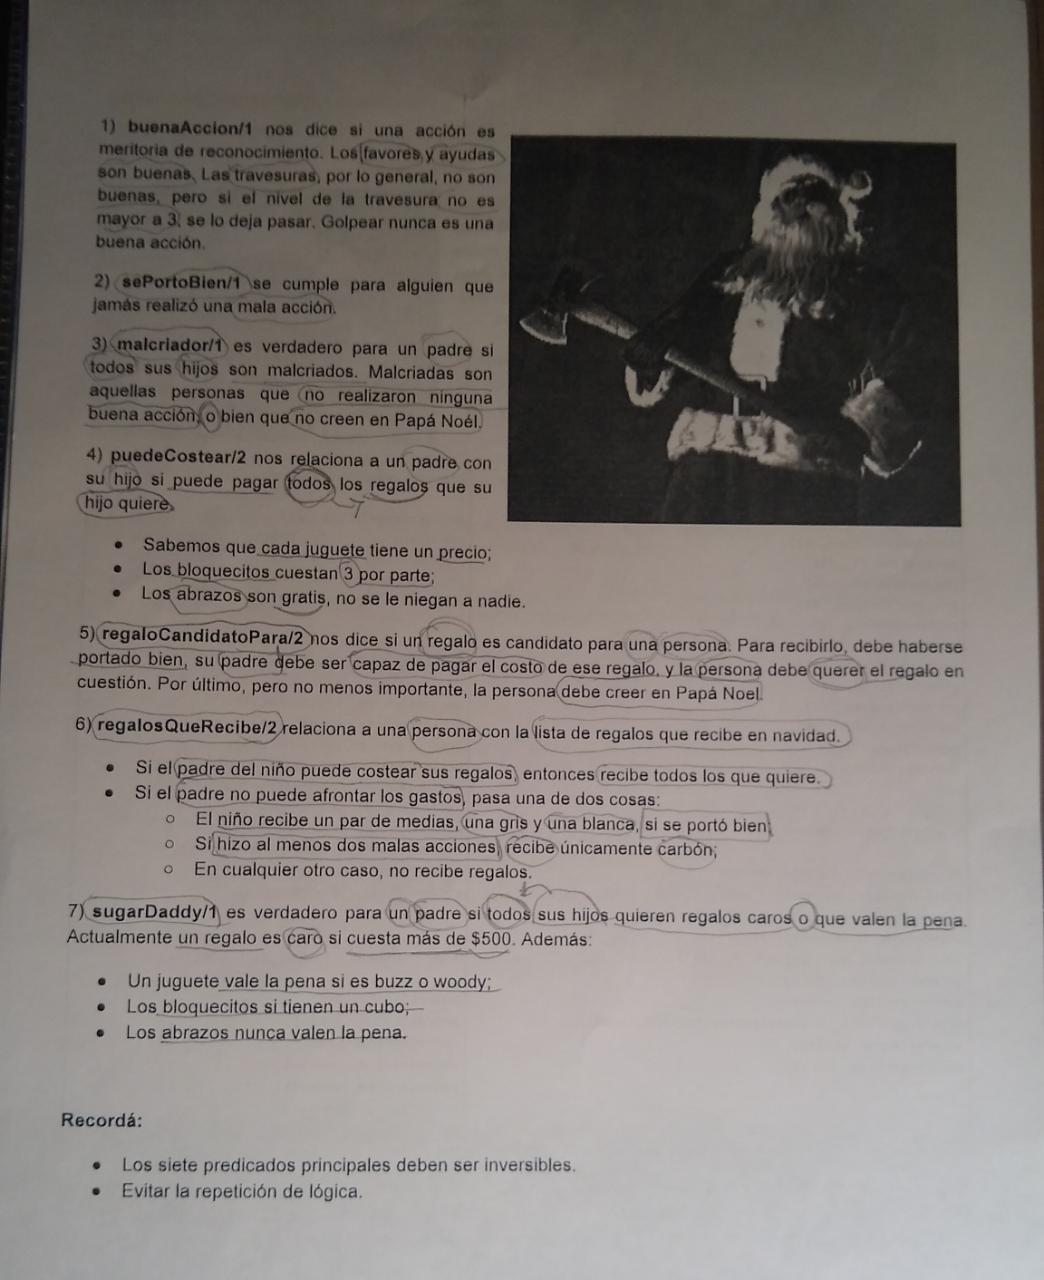 1) buenaAccion/1 nos dice si una acción es
meritoria de reconocimiento. Los favores y ayudas
son buenas. Las travesuras, por lo general, no son
buenas, pero si el nivel de la travesura no es
mayor a 3, se lo deja pasar. Golpear nunca es una
buena acción.
2) sePortoBien/1 se cumple para alguien que
jamás realizó una mala acción.
3) malcriador/1 es verdadero para un padre si
todos sus hijos son malcriados. Malcriadas son
aquellas personas que no realizaron ninguna
buena acción, o bien que no creen en Papá Noél.
4) puedeCostear/2 nos relaciona a un padre con
su hijo si puede pagar todos los regalos que su
hijo quiere.
• Sabemos que cada juguete tiene un precio;
• Los bloquecitos cuestan 3 por parte;
• Los abrazos son gratis, no se le niegan a nadie.
5) regaloCandidatoPara/2 nos dice si un regalo es candidato para una persona. Para recibirlo, debe haberse
portado bien, su padre debe ser capaz de pagar el costo de ese regalo, y la persona debe querer el regalo en
cuestión. Por último, pero no menos importante, la persona debe creer en Papá Noel.
6) regalosQueRecibe/2 relaciona a una persona con la lista de regalos que recibe en navidad.
• Si el padre del niño puede costear sus regalos, entonces recibe todos los que quiere.
• Si el padre no puede afrontar los gastos, pasa una de dos cosas:
○ El niño recibe un par de medias, una gris y una blanca, si se portó bien;
○ Si hizo al menos dos malas acciones, recibe únicamente carbón;
○ En cualquier otro caso, no recibe regalos.
7) sugarDaddy/1 es verdadero para un padre si todos sus hijos quieren regalos caros o que valen la pena.
Actualmente un regalo es caro si cuesta más de $500. Además:
• Un juguete vale la pena si es buzz o woody;
• Los bloquecitos si tienen un cubo;
• Los abrazos nunca valen la pena.
Recordá:
• Los siete predicados principales deben ser inversibles.
• Evitar la repetición de lógica.